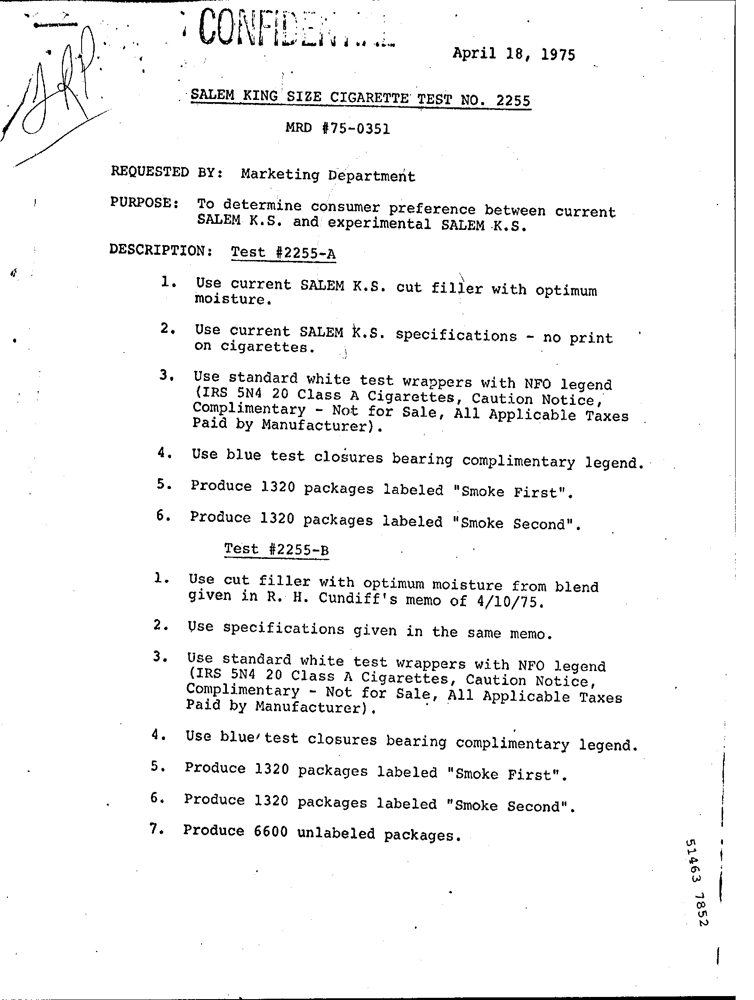 CONFIDENTIAL
April 18, 1975
SALEM KING SIZE CIGARETTE TEST NO. 2255
MRD #75-0351
REQUESTED BY: Marketing Department
PURPOSE: To determine consumer preference between current
SALEM K.S. and experimental SALEM K.S.
DESCRIPTION: Test #2255-A
1. Use current SALEM K.S. cut filler with optimum
moisture.
2. Use current SALEM K.S. specifications - no print
on cigarettes.
3. Use standard white test wrappers with NFO legend
(IRS 5N4 20 Class A Cigarettes, Caution Notice,
Complimentary - Not for Sale, All Applicable Taxes
Paid by Manufacturer).
4. Use blue test closures bearing complimentary legend.
5. Produce 1320 packages labeled "Smoke First".
6. Produce 1320 packages labeled "Smoke Second".
Test #2255-B
1. Use cut filler with optimum moisture from blend
given in R. H. Cundiff's memo of 4/10/75.
2. Use specifications given in the same memo.
3. Use standard white test wrappers with NFO legend
(IRS 5N4 20 Class A Cigarettes, Caution Notice,
Complimentary - Not for Sale, All Applicable Taxes
Paid by Manufacturer).
4. Use blue test closures bearing complimentary legend.
5. Produce 1320 packages labeled "Smoke First".
6. Produce 1320 packages labeled "Smoke Second".
7. Produce 6600 unlabeled packages.
51463 7852